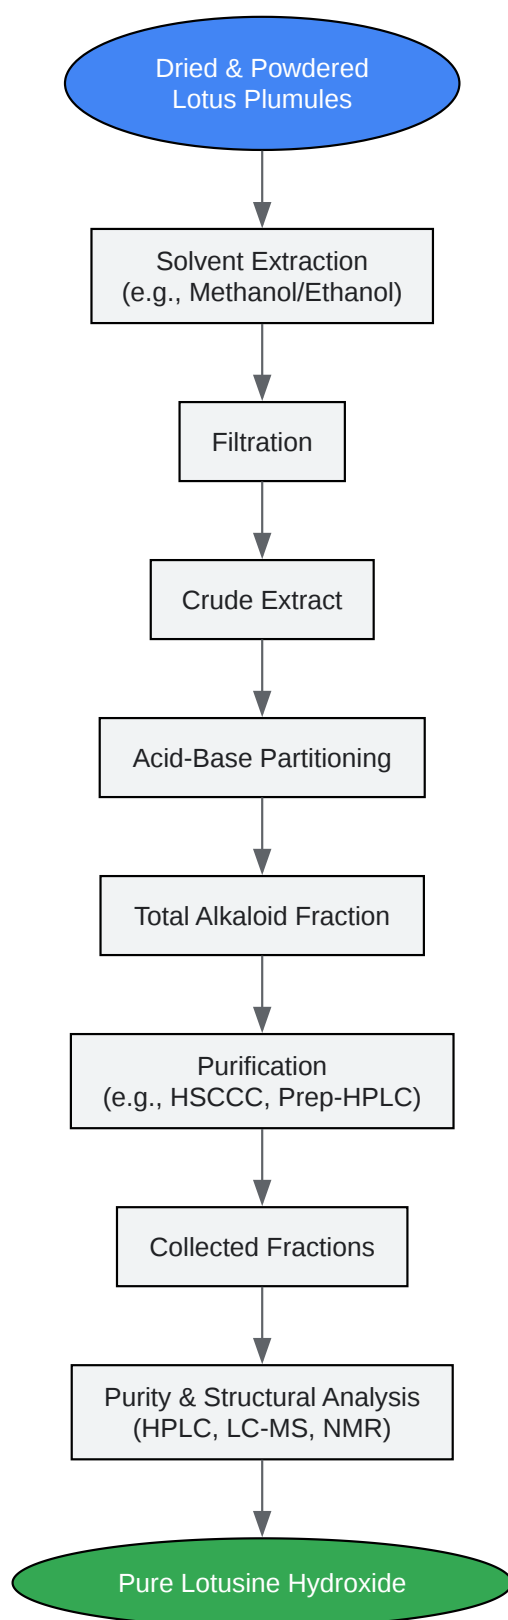 Dried & Powdered
Lotus Plumules
Solvent Extraction
(e.g., Methanol/Ethanol)
Filtration
Crude Extract
Acid-Base Partitioning
Total Alkaloid Fraction
Purification
(e.g., HSCCC, Prep-HPLC)
Collected Fractions
Purity & Structural Analysis
(HPLC, LC-MS, NMR)
Pure Lotusine Hydroxide